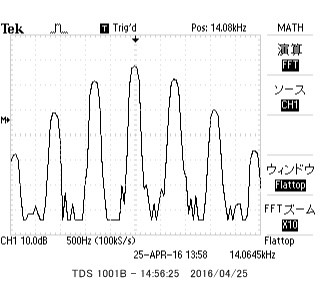 Tek Trig'd Pos: 14.08kHz MATH
T
演算
FFT
ソース
CH1
M
ウィンドウ
Flattop
FFTズーム
X10
CH1 10.0dB 500Hz (100kS/s) Flattop
25-APR-16 13:58 14.0645kHz
TDS 1001B - 14:56:25 2016/04/25